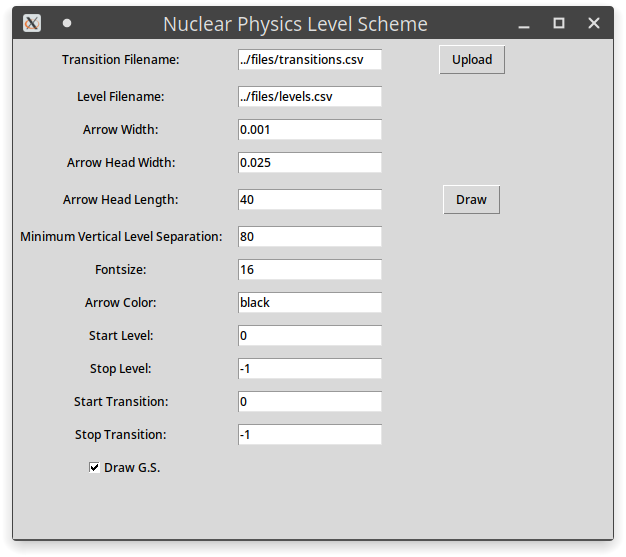 Nuclear Physics Level Scheme
Transition Filename: ../files/transitions.csv Upload
Level Filename: ../files/levels.csv
Arrow Width: 0.001
Arrow Head Width: 0.025
Arrow Head Length: 40 Draw
Minimum Vertical Level Separation: 80
Fontsize: 16
Arrow Color: black
Start Level: 0
Stop Level: -1
Start Transition: 0
Stop Transition: -1
Draw G.S.